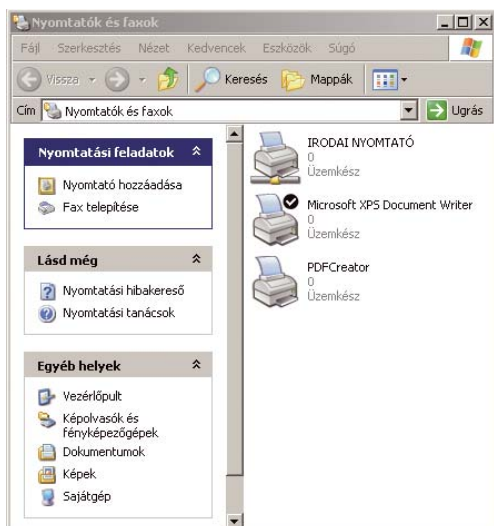 Nyomtatók és faxok
Fájl Szerkesztés Nézet Kedvencek Eszközök Súgó
Vissza Keresés Mappák
Cím Nyomtatók és faxok Ugrás
Nyomtatási feladatok
Nyomtató hozzáadása
Fax telepítése
Lásd még
Nyomtatási hibakereső
Nyomtatási tanácsok
Egyéb helyek
Vezérlőpult
Képolvasók és
fényképezőgépek
Dokumentumok
Képek
Sajátgép
IRODAI NYOMTATÓ
0
Üzemkész
Microsoft XPS Document Writer
0
Üzemkész
PDFCreator
0
Üzemkész